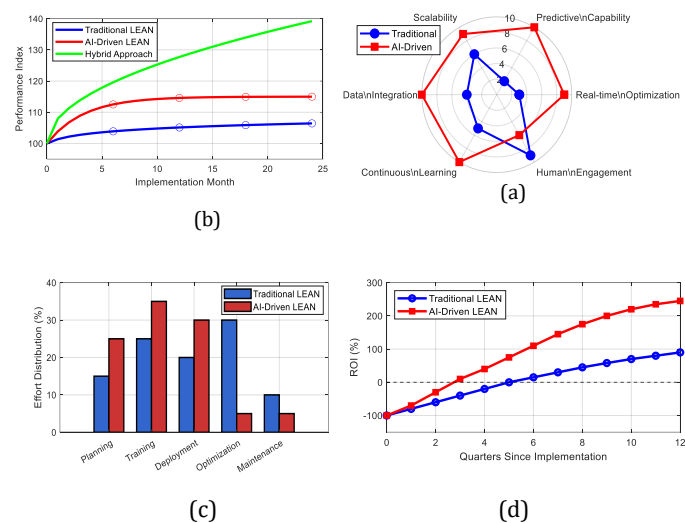 140
130
120
110
100
Performance Index
0
5
10
15
20
25
Implementation Month
Traditional LEAN
AI-Driven LEAN
Hybrid Approach
(b)
Scalability
10
Predictive\nCapability
Traditional
AI-Driven
8
6
4
2
Data\nIntegration
Real-time\nOptimization
Continuous\nLearning
Human\nEngagement
(a)
40
30
20
10
0
Effort Distribution (%)
Traditional LEAN
AI-Driven LEAN
Planning
Training
Deployment
Optimization
Maintenance
(c)
300
200
100
0
-100
ROI (%)
Traditional LEAN
AI-Driven LEAN
0
2
4
6
8
10
12
Quarters Since Implementation
(d)